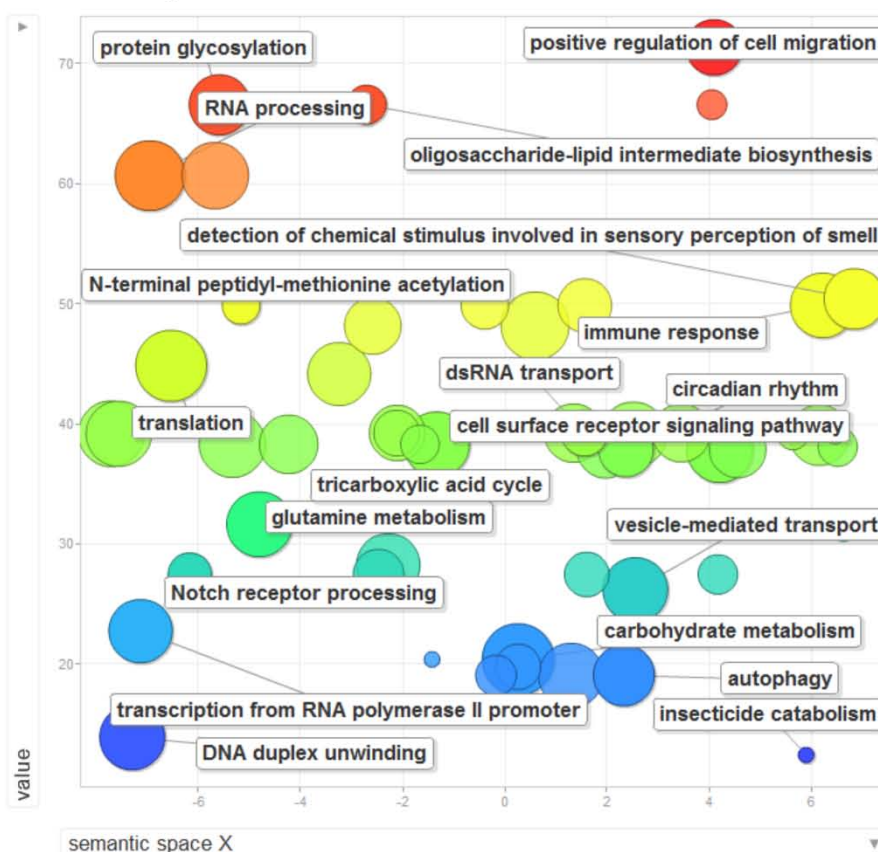 protein glycosylation
positive regulation of cell migration
70
RNA processing
oligosaccharide-lipid intermediate biosynthesis
60
detection of chemical stimulus involved in sensory perception of smell
N-terminal peptidyl-methionine acetylation
50
immune response
dsRNA transport
circadian rhythm
translation
cell surface receptor signaling pathway
40
tricarboxylic acid cycle
glutamine metabolism
vesicle-mediated transport
30
Notch receptor processing
carbohydrate metabolism
20
autophagy
transcription from RNA polymerase II promoter
insecticide catabolism
DNA duplex unwinding
value
-6 -4 -2 0 2 4 6
semantic space X